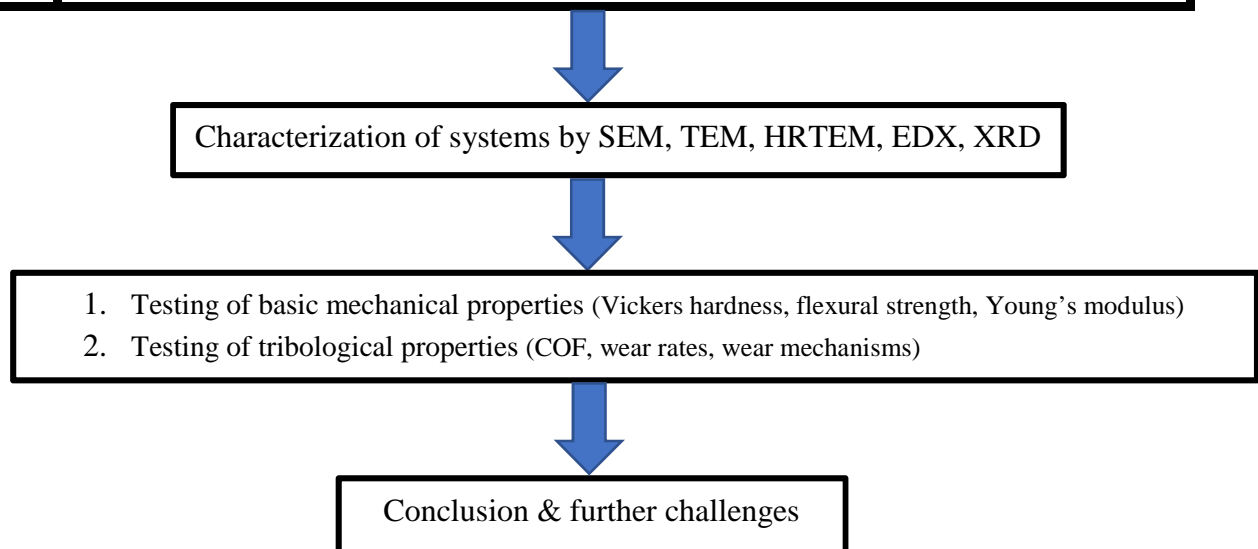 Characterization of systems by SEM, TEM, HRTEM, EDX, XRD
1. Testing of basic mechanical properties (Vickers hardness, flexural strength, Young’s modulus)
2. Testing of tribological properties (COF, wear rates, wear mechanisms)
Conclusion & further challenges